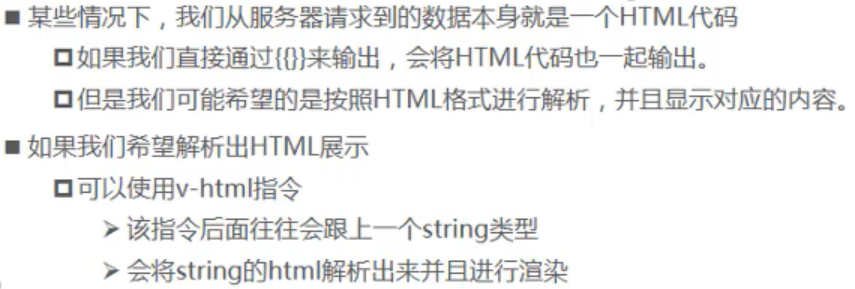 ■ 某些情况下，我们从服务器请求到的数据本身就是一个HTML代码
❑ 如果我们直接通过{{}}来输出，会将HTML代码也一起输出。
❑ 但是我们可能希望的是按照HTML格式进行解析，并且显示对应的内容。
■ 如果我们希望解析出HTML展示
❑ 可以使用v-html指令
➢ 该指令后面往往会跟上一个string类型
➢ 会将string的html解析出来并且进行渲染